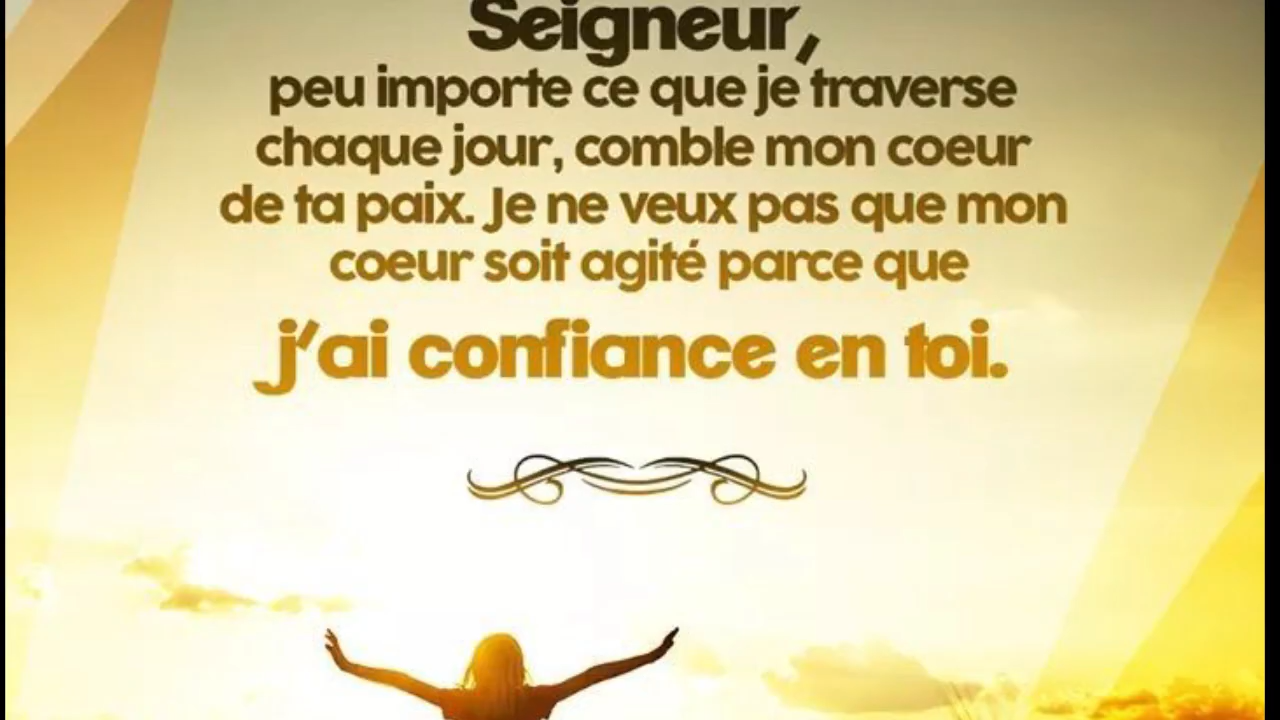 Seigneur,
peu importe ce que je traverse
chaque jour, comble mon coeur
de ta paix. Je ne veux pas que mon
coeur soit agité parce que
j'ai confiance en toi.